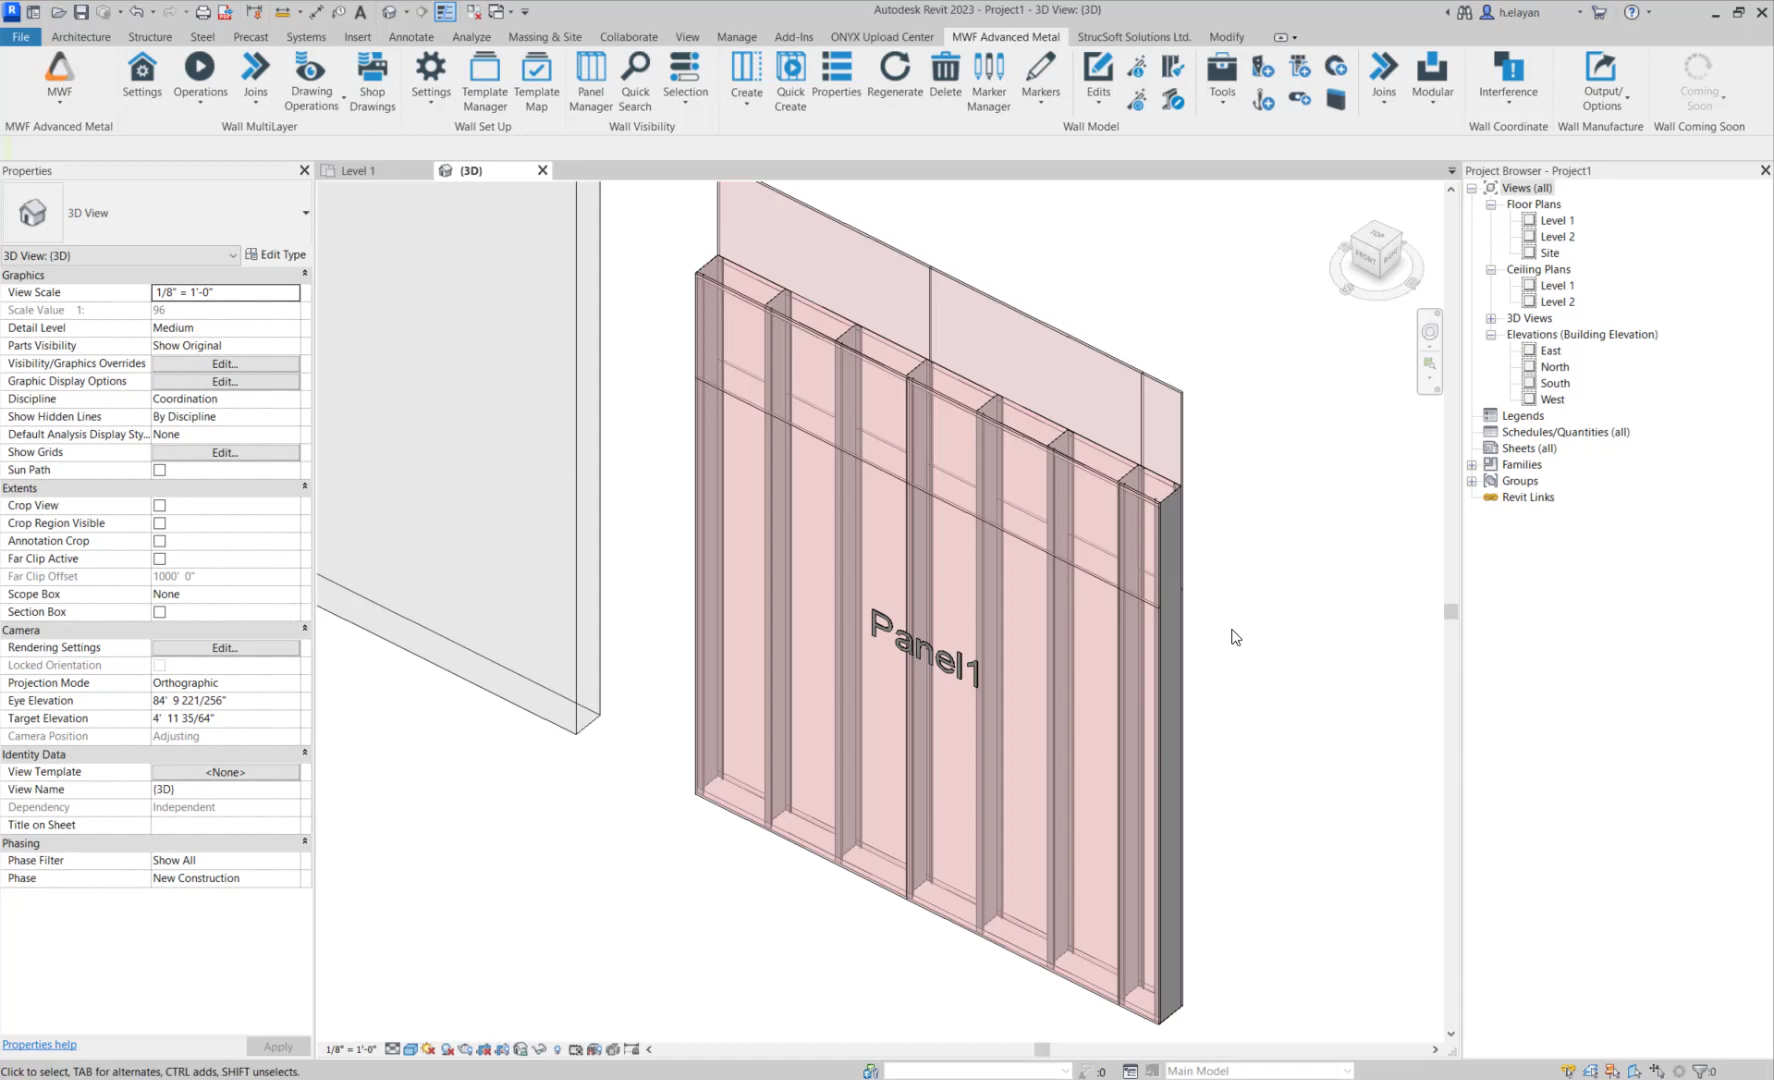 Autodesk Revit 2023 - Project1 - 3D View: {3D}
h.elayan
File Architecture Structure Steel Precast Systems Insert Annotate Analyze Massing & Site Collaborate View Manage Add-Ins ONYX Upload Center MWF Advanced Metal StrucSoft Solutions Ltd. Modify
MWF Settings Operations Joins Drawing Operations Shop Drawings Settings Template Manager Template Map Panel Manager Quick Search Selection Create Quick Create Properties Regenerate Delete Marker Manager Markers Edits Tools Joins Modular Interference Output/ Options Coming Soon
MWF Advanced Metal Wall MultiLayer Wall Set Up Wall Visibility Wall Model Wall Coordinate Wall Manufacture Wall Coming Soon
Properties
3D View
3D View: {3D} Edit Type
Graphics
View Scale 1/8" = 1'-0"
Scale Value 1: 96
Detail Level Medium
Parts Visibility Show Original
Visibility/Graphics Overrides Edit...
Graphic Display Options Edit...
Discipline Coordination
Show Hidden Lines By Discipline
Default Analysis Display Sty... None
Show Grids Edit...
Sun Path
Extents
Crop View
Crop Region Visible
Annotation Crop
Far Clip Active
Far Clip Offset 1000' 0"
Scope Box None
Section Box
Camera
Rendering Settings Edit...
Locked Orientation
Projection Mode Orthographic
Eye Elevation 84' 9 221/256"
Target Elevation 4' 11 35/64"
Camera Position Adjusting
Identity Data
View Template <None>
View Name {3D}
Dependency Independent
Title on Sheet
Phasing
Phase Filter Show All
Phase New Construction
Properties help Apply
Level 1 {3D}
TOP
FRONT
Panel1
1/8" = 1'-0"
Project Browser - Project1
Views (all)
Floor Plans
Level 1
Level 2
Site
Ceiling Plans
Level 1
Level 2
3D Views
Elevations (Building Elevation)
East
North
South
West
Legends
Schedules/Quantities (all)
Sheets (all)
Families
Groups
Revit Links
Click to select, TAB for alternates, CTRL adds, SHIFT unselects. :0 Main Model :0